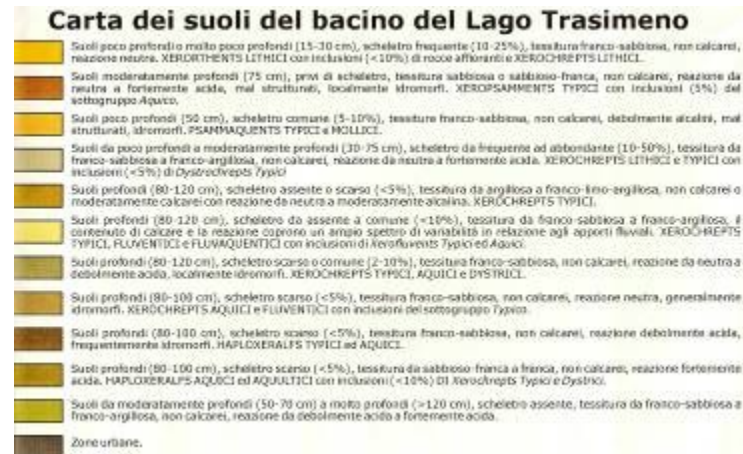 Carta dei suoli del bacino del Lago Trasimeno
Suoli poco profondi o molto poco profondi (15-30 cm), scheletro frequente (10-25%), tessitura franco-sabbiosa, non calcarei,
reazione neutra. XERORTHENTS LITHICI con inclusioni (<10%) di rocce affioranti e XEROCHREPTS LITHICI.
Suoli moderatamente profondi (75 cm), privi di scheletro, tessitura sabbiosa o sabbioso-franca, non calcarei, reazione da
neutra a fortemente acida, mal strutturati, localmente idromorfi. XEROPSAMMENTS TYPICI con inclusioni (5%) del
sottogruppo Aquico.
Suoli poco profondi (50 cm), scheletro comune (5-10%), tessitura franco-sabbiosa, non calcarei, debolmente alcalini, mal
strutturati, idromorfi. PSAMMAQUENTS TYPICI e MOLLICI.
Suoli da poco profondi a moderatamente profondi (30-75 cm), scheletro da frequente ad abbondante (10-50%), tessitura da
franco-sabbiosa a franco-argillosa, non calcarei, reazione da neutra a fortemente acida. XEROCHREPTS LITHICI e TYPICI con
inclusioni (<5%) di Dystrochrepts Typici
Suoli profondi (80-120 cm), scheletro assente o scarso (<5%), tessitura da argillosa a franco-limo-argillosa, non calcarei o
moderatamente calcarei con reazione da neutra a moderatamente alcalina. XEROCHREPTS TYPICI.
Suoli profondi (80-120 cm), scheletro da assente a comune (<10%), tessitura da franco-sabbiosa a franco-argillosa, il
contenuto di calcare e la reazione coprono un ampio spettro di variabilità in relazione agli apporti fluviali. XEROCHREPTS
TYPICI, FLUVENTICI e FLUVAQUENTICI con inclusioni di Xerofluvents Typici ed Aquici.
Suoli profondi (80-120 cm), scheletro scarso o comune (2-10%), tessitura franco-sabbiosa, non calcarei, reazione da neutra a
debolmente acida, localmente idromorfi. XEROCHREPTS TYPICI, AQUICI e DYSTRICI.
Suoli profondi (80-100 cm), scheletro scarso (<5%), tessitura franco-sabbiosa, non calcarei, reazione neutra, generalmente
idromorfi. XEROCHREPTS AQUICI e FLUVENTICI con inclusioni del sottogruppo Typico.
Suoli profondi (80-100 cm), scheletro scarso (<5%), tessitura franco-sabbiosa, non calcarei, reazione debolmente acida,
frequentemente idromorfi. HAPLOXERALFS TYPICI ed AQUICI.
Suoli profondi (80-100 cm), scheletro scarso (<5%), tessitura da sabbioso-franca a franca, non calcarei, reazione fortemente
acida. HAPLOXERALFS AQUICI ed AQUULTICI con inclusioni (<10%) DI Xerochrepts Typici e Dystrici.
Suoli da moderatamente profondi (50-70 cm) a molto profondi (>120 cm), scheletro assente, tessitura da franco-sabbiosa a
franco-argillosa, non calcarei, reazione da debolmente acida a fortemente acida.
Zone urbane.